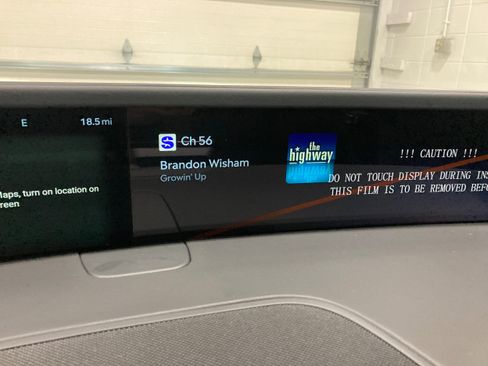 E
18.5 mi
Maps, turn on location on
reen
S Ch 56
Brandon Wisham
Growin' Up
the
highway
!!! CAUTION !!!
DO NOT TOUCH DISPLAY DURING INS
THIS FILM IS TO BE REMOVED BEFO